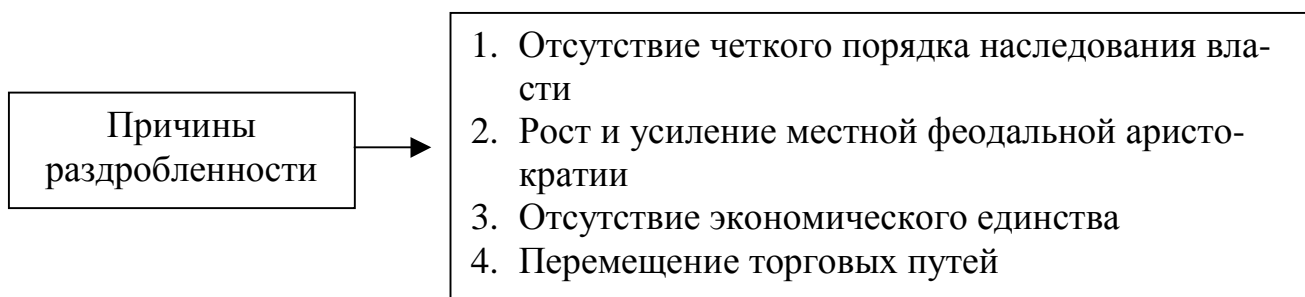 Причины
раздробленности
1. Отсутствие четкого порядка наследования вла-
сти
2. Рост и усиление местной феодальной аристо-
кратии
3. Отсутствие экономического единства
4. Перемещение торговых путей